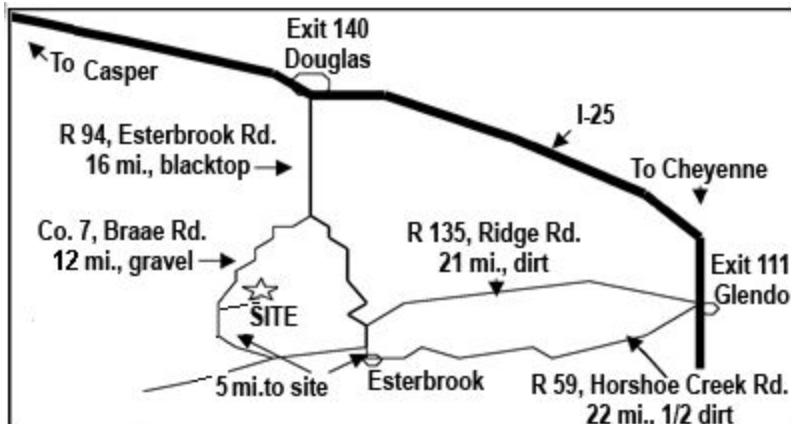 Exit 140
Douglas
To Casper
I-25
R 94, Esterbrook Rd.
16 mi., blacktop
To Cheyenne
Co. 7, Braae Rd.
12 mi., gravel
R 135, Ridge Rd.
21 mi., dirt
Exit 111
Glendo
SITE
5 mi.to site
Esterbrook
R 59, Horshoe Creek Rd.
22 mi., 1/2 dirt